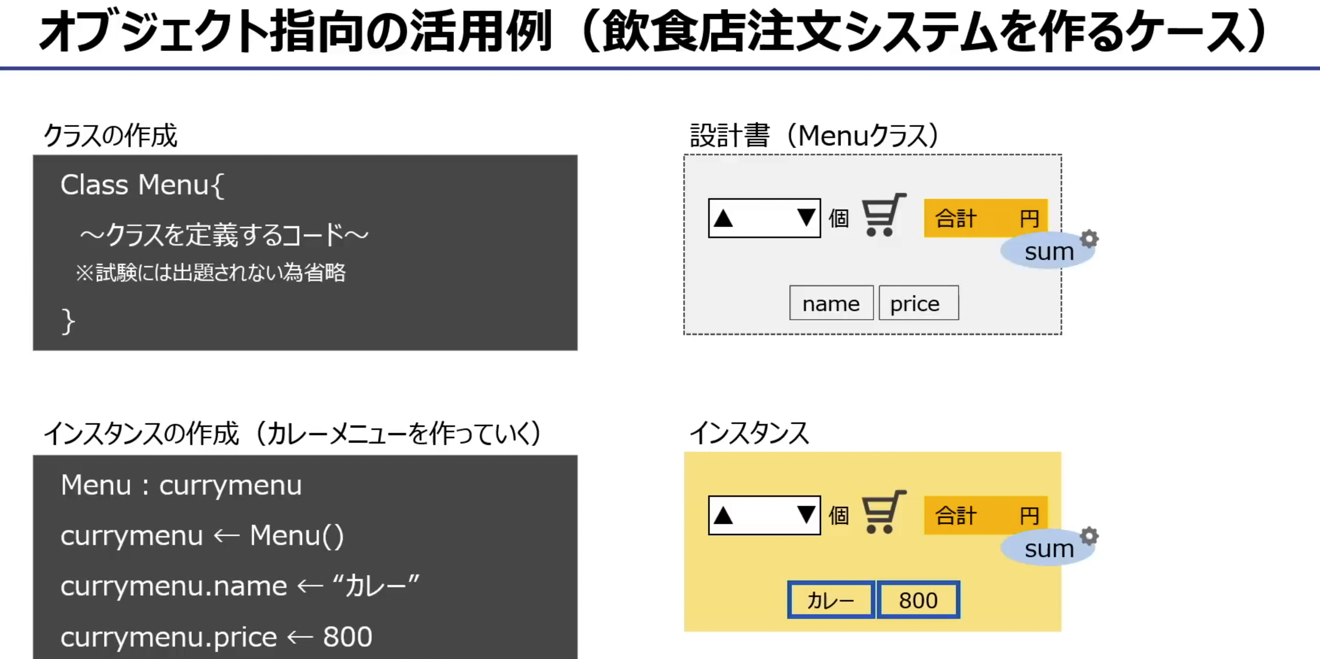 オブジェクト指向の活用例（飲食店注文システムを作るケース）
クラスの作成
Class Menu{
～クラスを定義するコード～
※試験には出題されない為省略
}
設計書（Menuクラス）
▲ ▼ 個 合計 円
sum
name price
インスタンスの作成（カレーメニューを作っていく）
Menu : currymenu
currymenu ← Menu()
currymenu.name ← “カレー”
currymenu.price ← 800
インスタンス
▲ ▼ 個 合計 円
sum
カレー 800